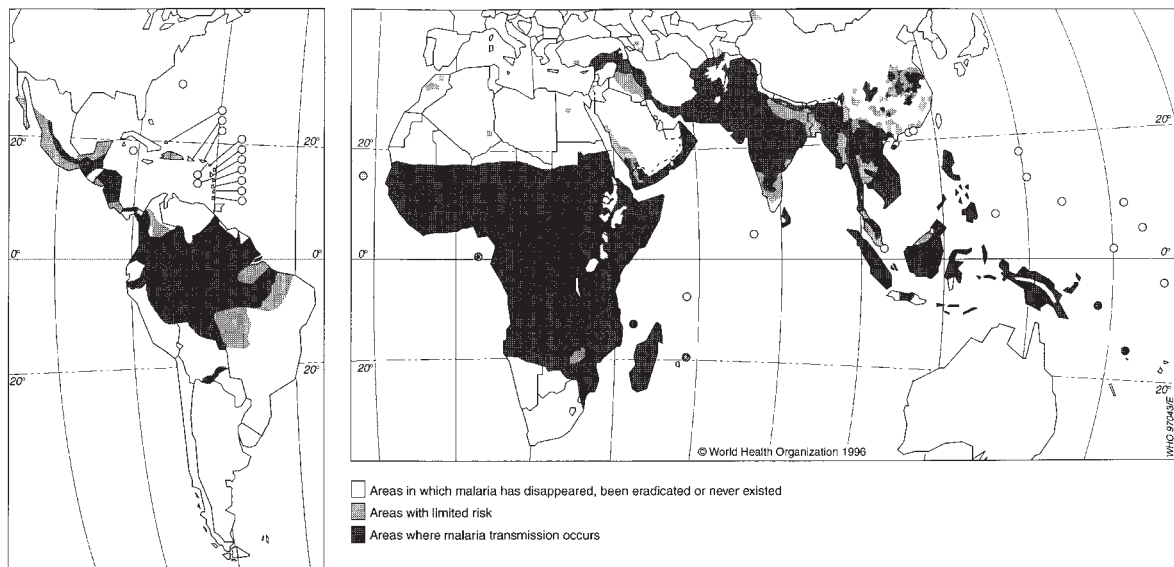 20°
0°
20°
20°
0°
20°
20°
0°
20°
20°
0°
20°
© World Health Organization 1996
WHO 97043/E
Areas in which malaria has disappeared, been eradicated or never existed
Areas with limited risk
Areas where malaria transmission occurs